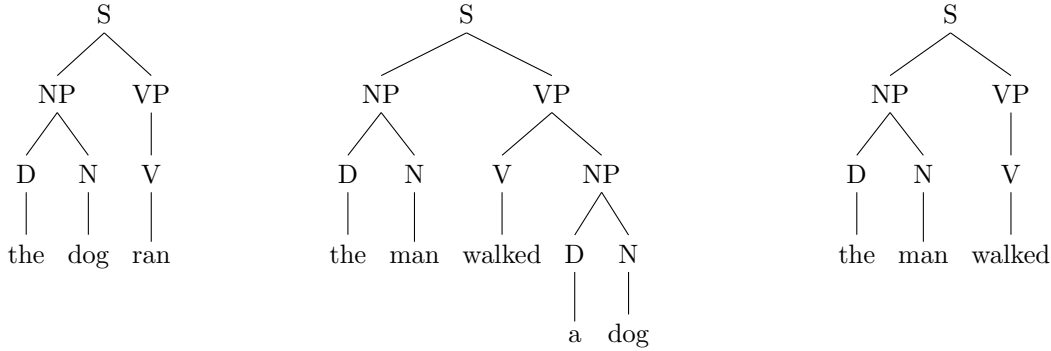 S S S
NP VP NP VP NP VP
D N V D N V NP D N V
the dog ran the man walked D N the man walked
a dog